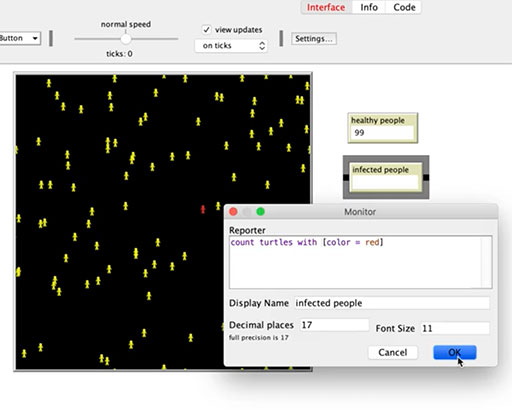 Interface Info Code
Button
normal speed
ticks: 0
view updates
on ticks
Settings...
healthy people
99
infected people
Monitor
Reporter
count turtles with [color = red]
Display Name infected people
Decimal places 17 Font Size 11
full precision is 17
Cancel OK